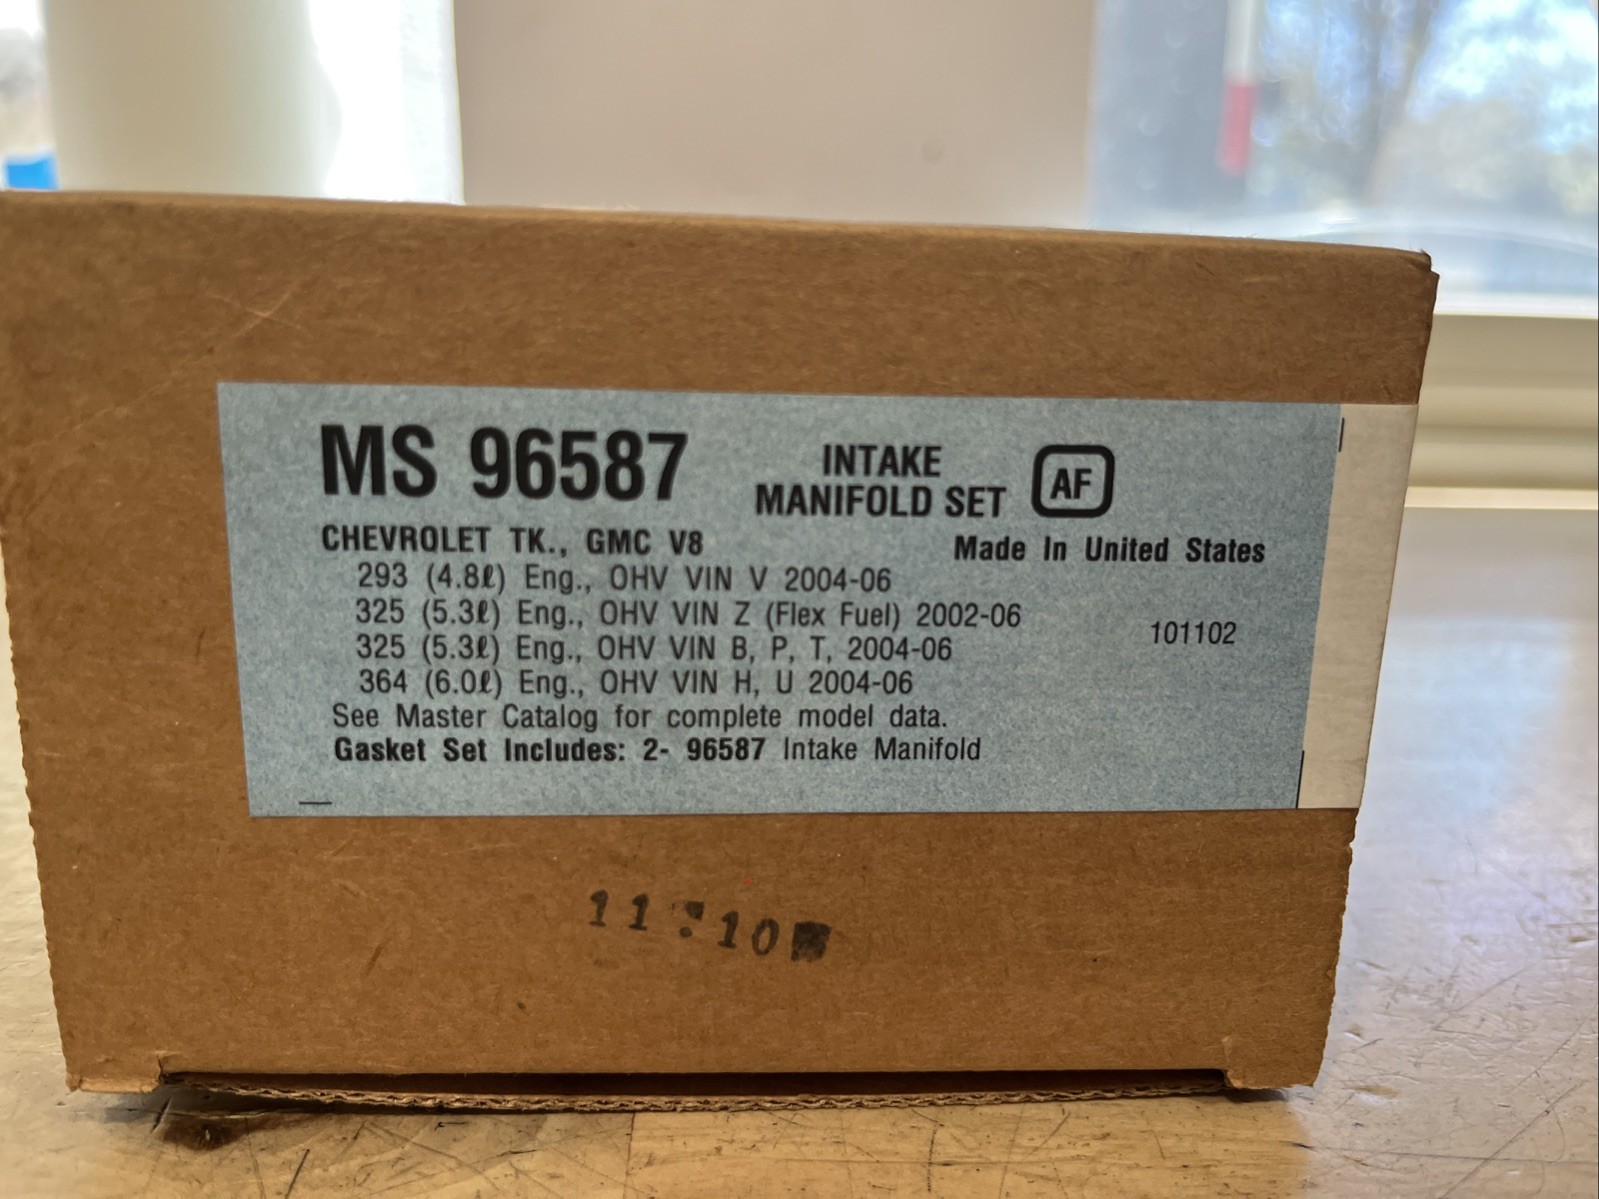 MS 96587
INTAKE
MANIFOLD SET
AF
CHEVROLET TK., GMC V8
Made In United States
293 (4.8ℓ) Eng., OHV VIN V 2004-06
325 (5.3ℓ) Eng., OHV VIN Z (Flex Fuel) 2002-06
325 (5.3ℓ) Eng., OHV VIN B, P, T, 2004-06
101102
364 (6.0ℓ) Eng., OHV VIN H, U 2004-06
See Master Catalog for complete model data.
Gasket Set Includes: 2- 96587 Intake Manifold
11:10